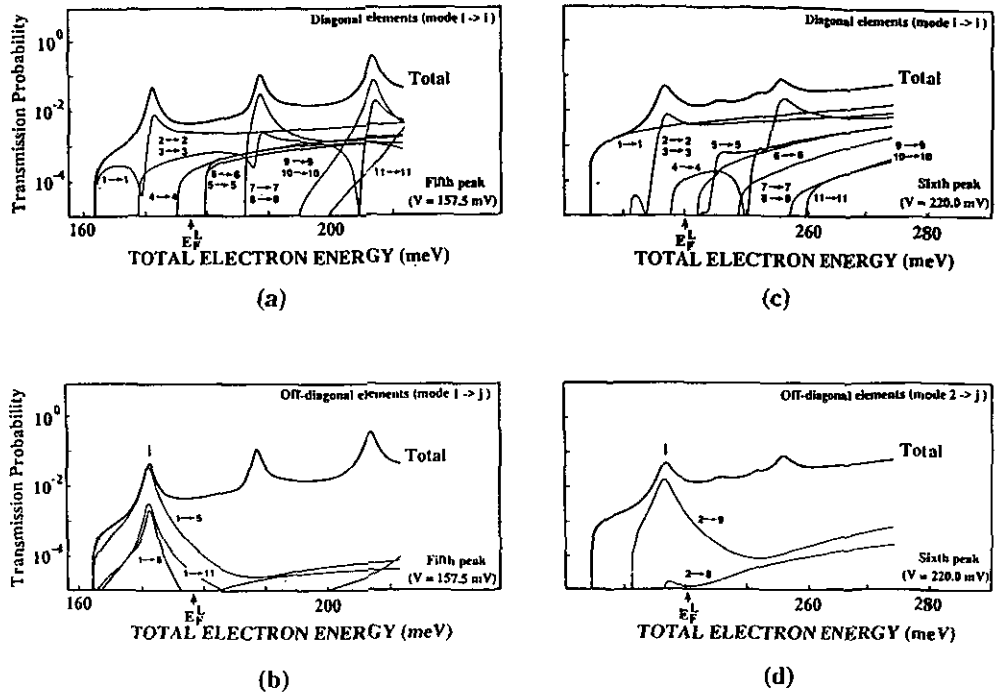 Diagonal elements (mode i -> i)
Transmission Probability
10^0
10^-2
10^-4
Total
1→1
2→2
3→3
4→4
6→6
5→5
7→7
8→8
9→9
10→10
11→11
Fifth peak
(V = 157.5 mV)
160
200
E_F^L
TOTAL ELECTRON ENERGY (meV)
(a)
Diagonal elements (mode i -> i)
Total
1→1
2→2
3→3
4→4
5→5
6→6
7→7
8→8
9→9
10→10
11→11
Sixth peak
(V = 220.0 mV)
240
260
280
E_F^L
TOTAL ELECTRON ENERGY (meV)
(c)
Off-diagonal elements (mode 1 -> j)
Transmission Probability
10^0
10^-2
10^-4
Total
1→5
1→11
Fifth peak
(V = 157.5 mV)
160
200
E_F^L
TOTAL ELECTRON ENERGY (meV)
(b)
Off-diagonal elements (mode 2 -> j)
Total
2→9
2→8
Sixth peak
(V = 220.0 mV)
240
260
280
E_F^L
TOTAL ELECTRON ENERGY (meV)
(d)